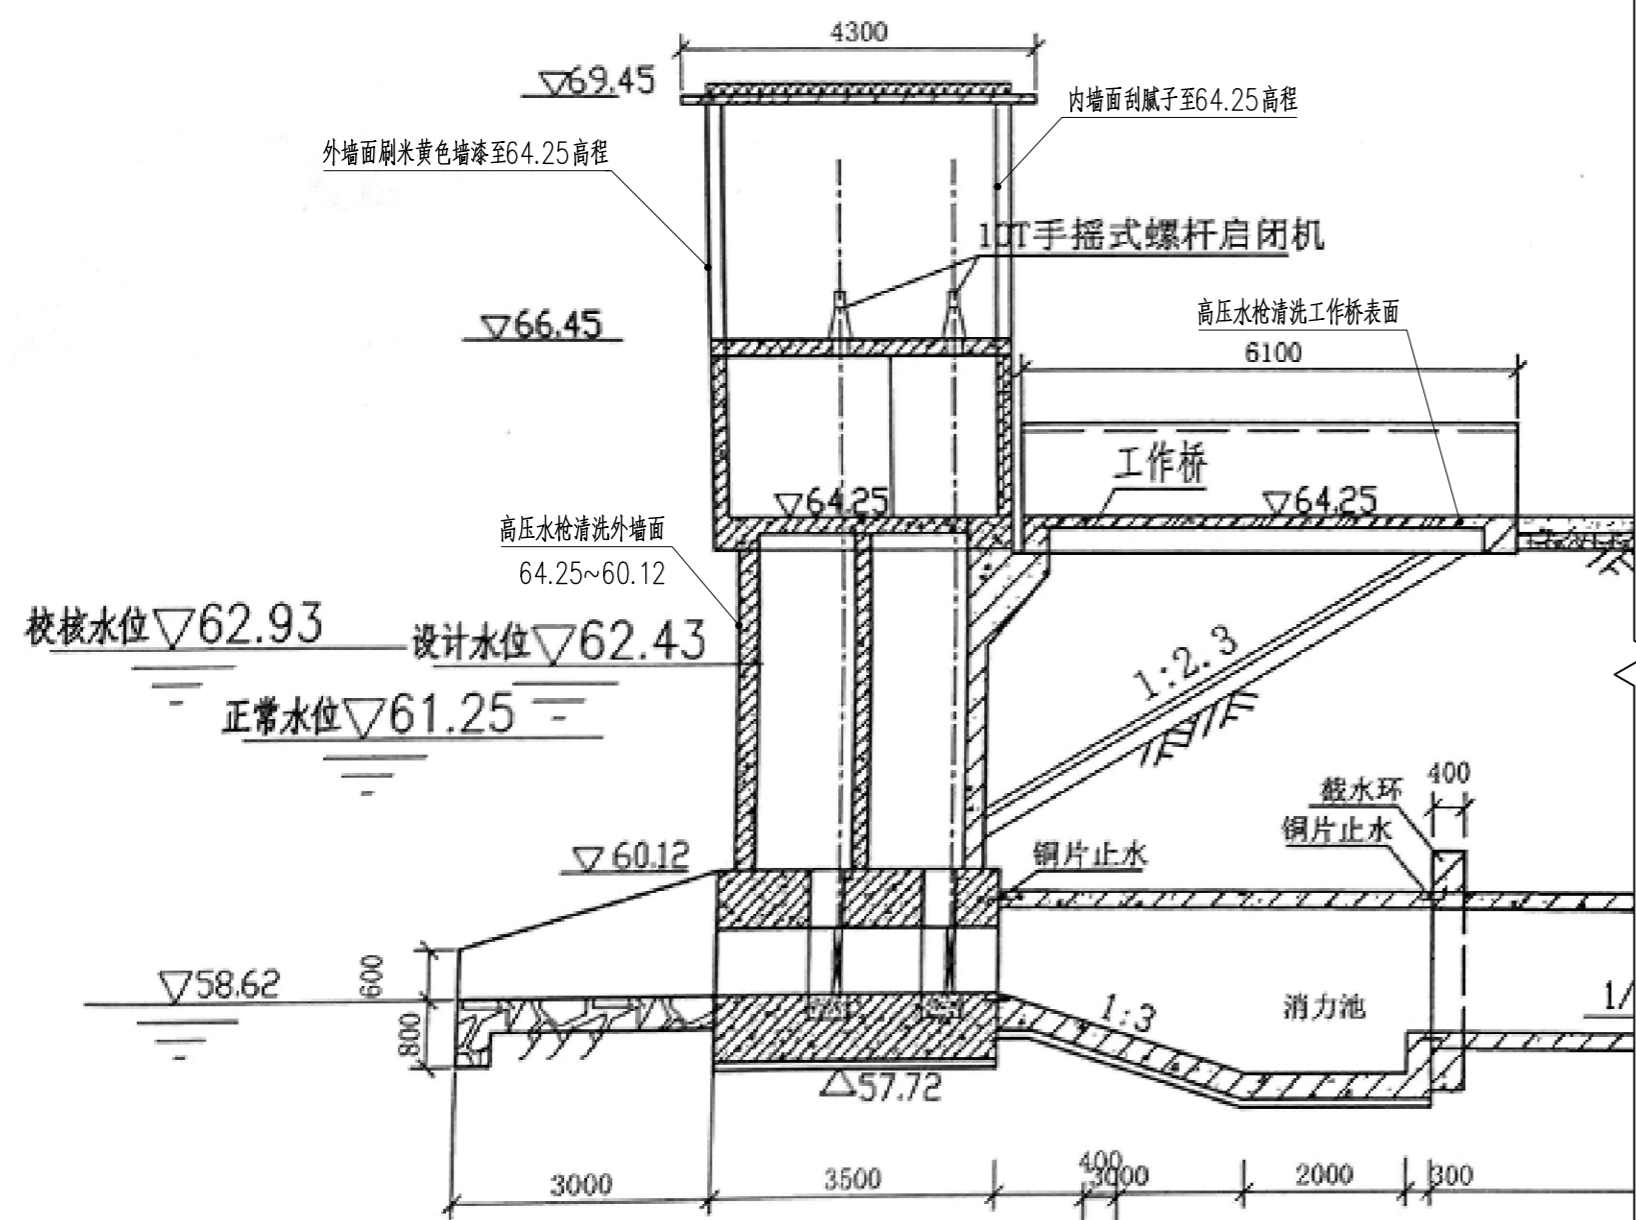 4300
▽69.45
内墙面刮腻子至64.25高程
外墙面刷米黄色墙漆至64.25高程
10T手摇式螺杆启闭机
▽66.45
高压水枪清洗工作桥表面
6100
工作桥
▽64.25
▽64.25
高压水枪清洗外墙面
64.25~60.12
校核水位▽62.93
设计水位▽62.43
1:2.3
正常水位▽61.25
400
截水环
铜片止水
铜片止水
▽60.12
600
▽58.62
1:3
消力池
1/
800
△57.72
3000
3500
400
3000
2000
300